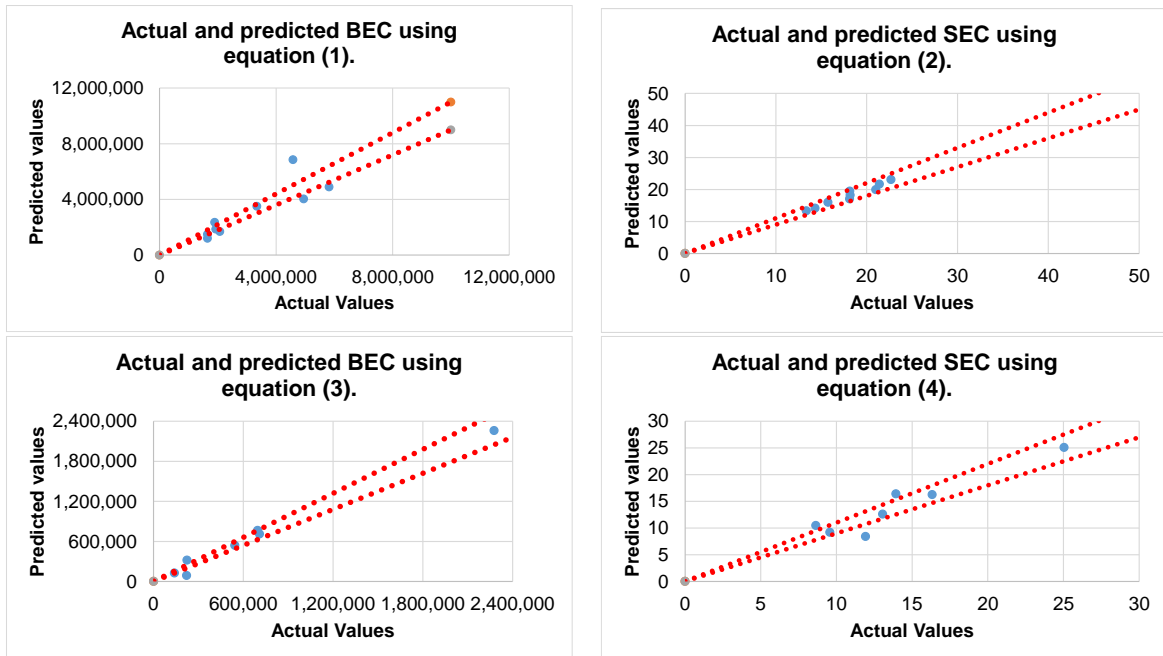 Actual and predicted BEC using
equation (1).
Predicted values
12,000,000
8,000,000
4,000,000
0
0 4,000,000 8,000,000 12,000,000
Actual Values
Actual and predicted SEC using
equation (2).
Predicted values
50
40
30
20
10
0
0 10 20 30 40 50
Actual Values
Actual and predicted BEC using
equation (3).
Predicted values
2,400,000
1,800,000
1,200,000
600,000
0
0 600,000 1,200,000 1,800,000 2,400,000
Actual Values
Actual and predicted SEC using
equation (4).
Predicted values
30
25
20
15
10
5
0
0 5 10 15 20 25 30
Actual Values